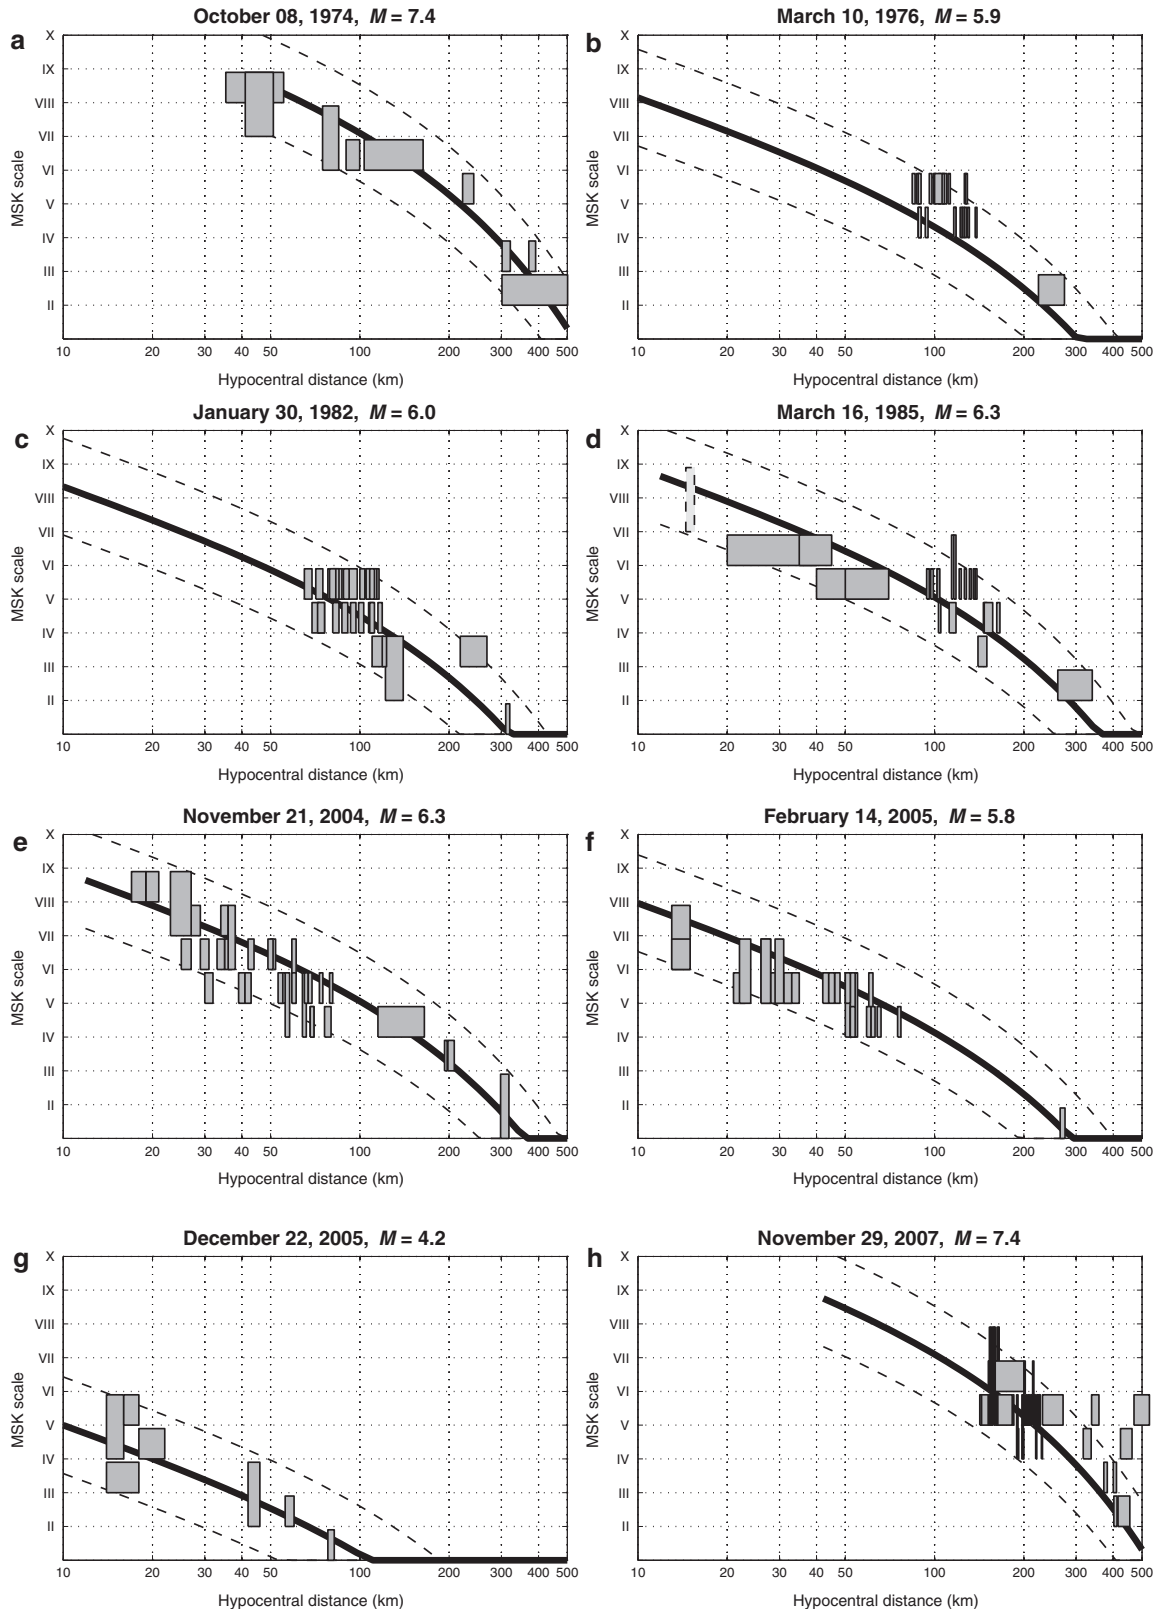 October 08, 1974, M = 7.4
March 10, 1976, M = 5.9
a
X
IX
VIII
VII
VI
V
IV
III
II
MSK scale
10 20 30 40 50 100 200 300 400 500
Hypocentral distance (km)
b
X
IX
VIII
VII
VI
V
IV
III
II
MSK scale
10 20 30 40 50 100 200 300 400 500
Hypocentral distance (km)
January 30, 1982, M = 6.0
March 16, 1985, M = 6.3
c
X
IX
VIII
VII
VI
V
IV
III
II
MSK scale
10 20 30 40 50 100 200 300 400 500
Hypocentral distance (km)
d
X
IX
VIII
VII
VI
V
IV
III
II
MSK scale
10 20 30 40 50 100 200 300 400 500
Hypocentral distance (km)
November 21, 2004, M = 6.3
February 14, 2005, M = 5.8
e
X
IX
VIII
VII
VI
V
IV
III
II
MSK scale
10 20 30 40 50 100 200 300 400 500
Hypocentral distance (km)
f
X
IX
VIII
VII
VI
V
IV
III
II
MSK scale
10 20 30 40 50 100 200 300 400 500
Hypocentral distance (km)
December 22, 2005, M = 4.2
November 29, 2007, M = 7.4
g
X
IX
VIII
VII
VI
V
IV
III
II
MSK scale
10 20 30 40 50 100 200 300 400 500
Hypocentral distance (km)
h
X
IX
VIII
VII
VI
V
IV
III
II
MSK scale
10 20 30 40 50 100 200 300 400 500
Hypocentral distance (km)